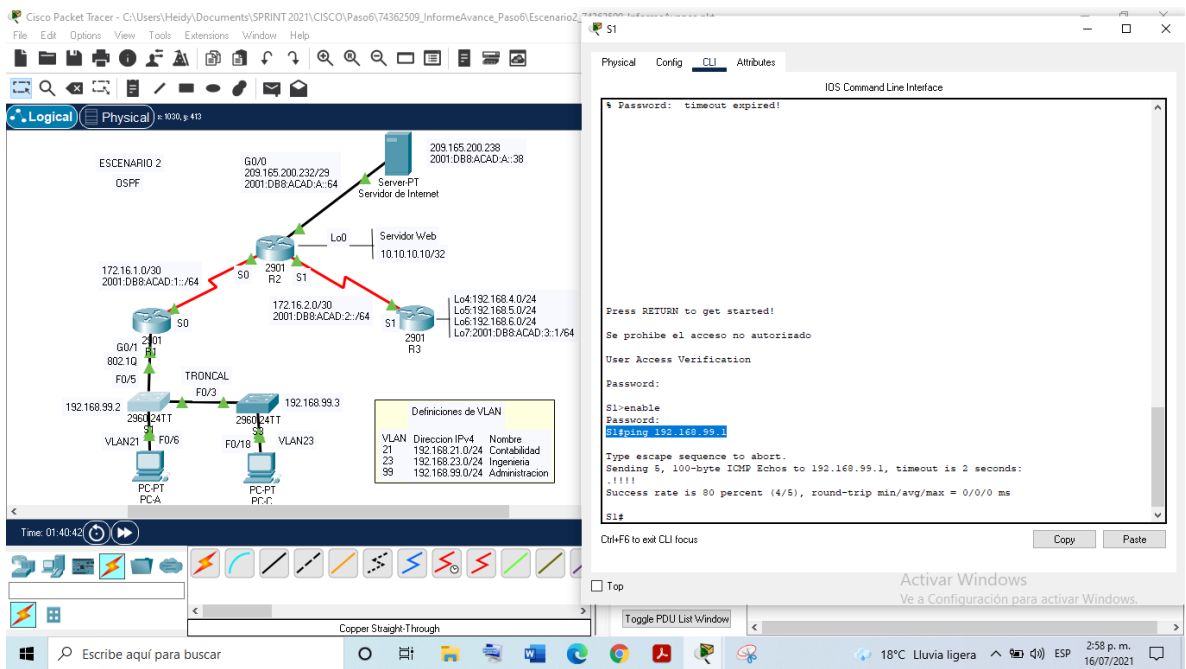 Cisco Packet Tracer - C:\Users\Heidy\Documents\SPRINT 2021\CISCO\Paso6\74362509_InformeAvance_Paso6\Escenario2_74362509_InformeAvance.pkt
File Edit Options View Tools Extensions Window Help
Logical
Physical
x: 1030, y: 413
ESCENARIO 2
OSPF
G0/0
209.165.200.232/29
2001:DB8:ACAD:A::64
209.165.200.238
2001:DB8:ACAD:A::38
Server-PT
Servidor de Internet
Lo0
Servidor Web
10.10.10.10/32
172.16.1.0/30
2001:DB8:ACAD:1::/64
S0
2901
R2
S1
172.16.2.0/30
2001:DB8:ACAD:2::/64
Lo4:192.168.4.0/24
Lo5:192.168.5.0/24
Lo6:192.168.6.0/24
Lo7:2001:DB8:ACAD:3::1/64
S1
2901
R3
S0
2901
R1
G0/1
802.1Q
F0/5
TRONCAL
F0/3
192.168.99.2
2960-24TT
S1
192.168.99.3
2960-24TT
S3
VLAN21
F0/6
F0/18
VLAN23
PC-PT
PC-A
PC-PT
PC-C
Definiciones de VLAN
VLAN Direccion IPv4 Nombre
21 192.168.21.0/24 Contabilidad
23 192.168.23.0/24 Ingenieria
99 192.168.99.0/24 Administracion
Time: 01:40:42
Copper Straight-Through
S1
Physical Config CLI Attributes
IOS Command Line Interface
% Password: timeout expired!
Press RETURN to get started!
Se prohibe el acceso no autorizado
User Access Verification
Password:
S1>enable
Password:
S1#ping 192.168.99.1
Type escape sequence to abort.
Sending 5, 100-byte ICMP Echos to 192.168.99.1, timeout is 2 seconds:
.!!!!
Success rate is 80 percent (4/5), round-trip min/avg/max = 0/0/0 ms
S1#
Ctrl+F6 to exit CLI focus
Copy
Paste
Top
Activar Windows
Ve a Configuración para activar Windows.
Toggle PDU List Window
Escribe aquí para buscar
18°C Lluvia ligera
ESP
2:58 p. m.
16/07/2021